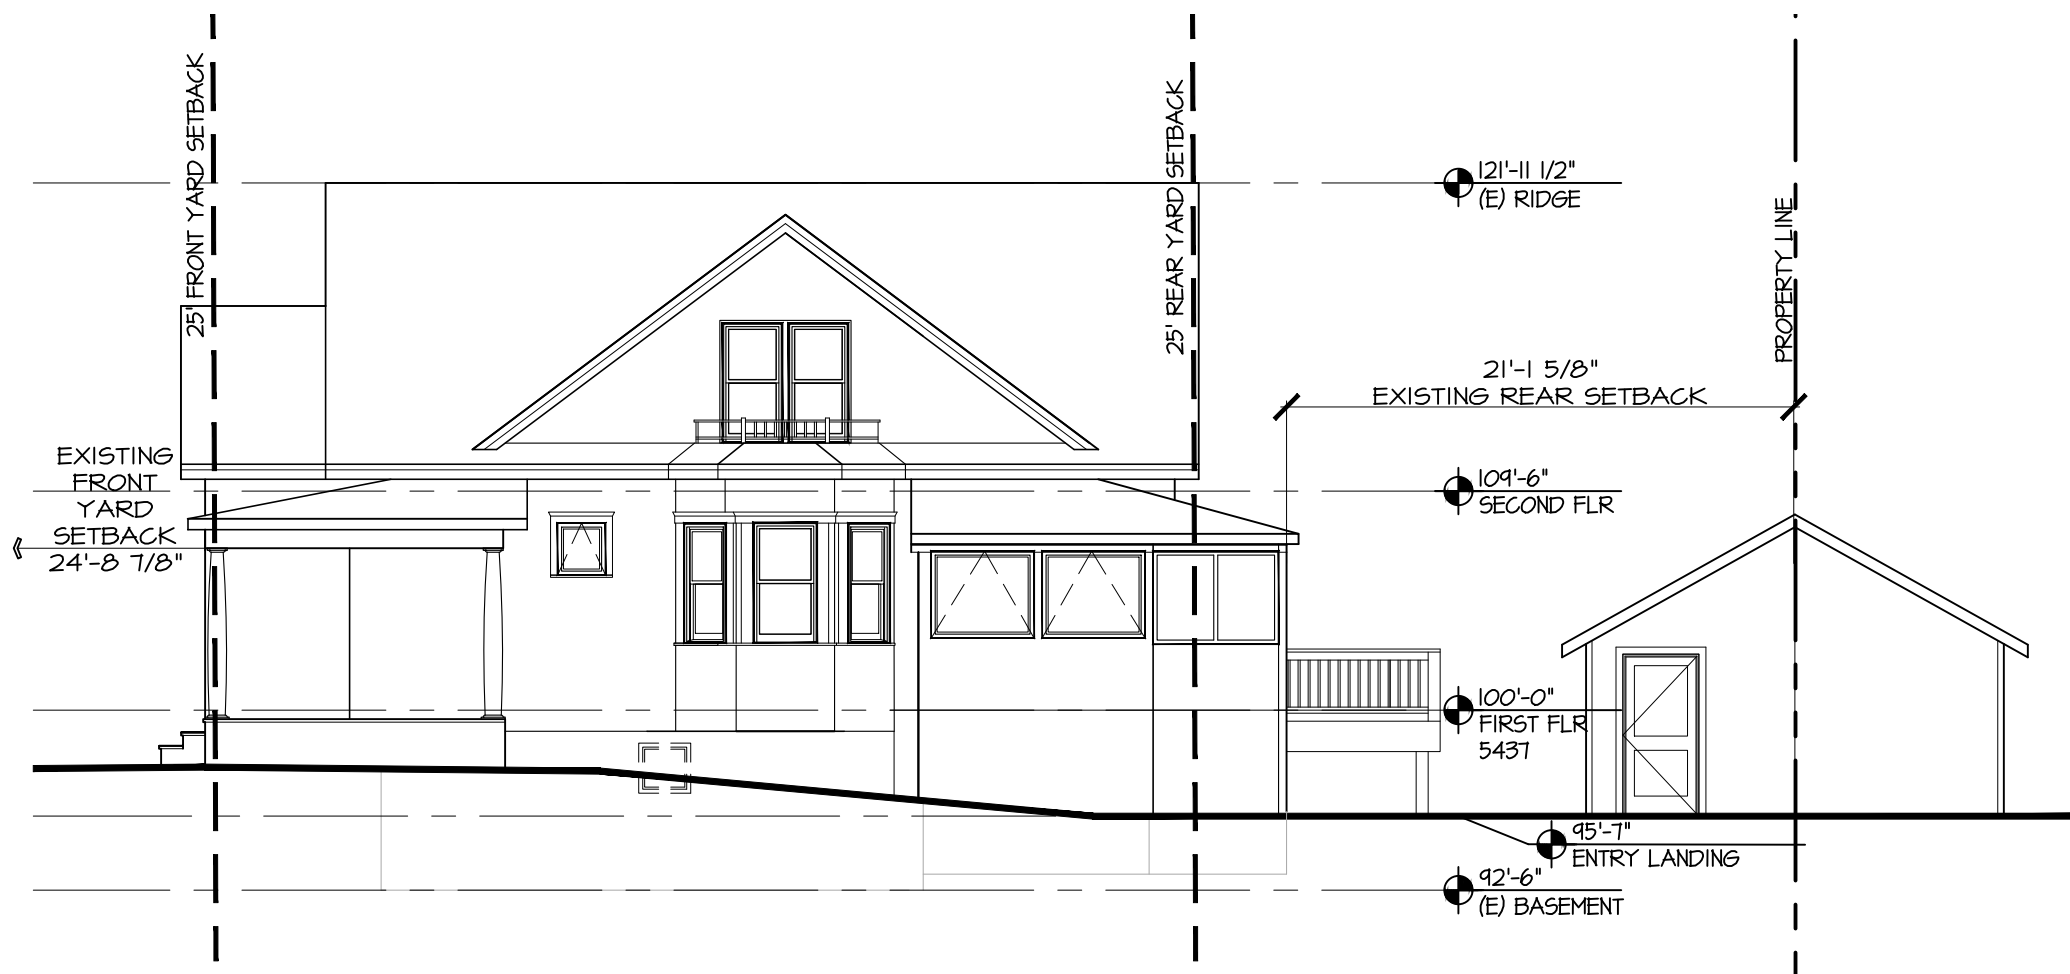 25' FRONT YARD SETBACK
25' REAR YARD SETBACK
121'-11 1/2"
(E) RIDGE
PROPERTY LINE
21'-1 5/8"
EXISTING REAR SETBACK
EXISTING
FRONT
YARD
SETBACK
24'-8 7/8"
109'-6"
SECOND FLR
100'-0"
FIRST FLR
5437
95'-7"
ENTRY LANDING
92'-6"
(E) BASEMENT